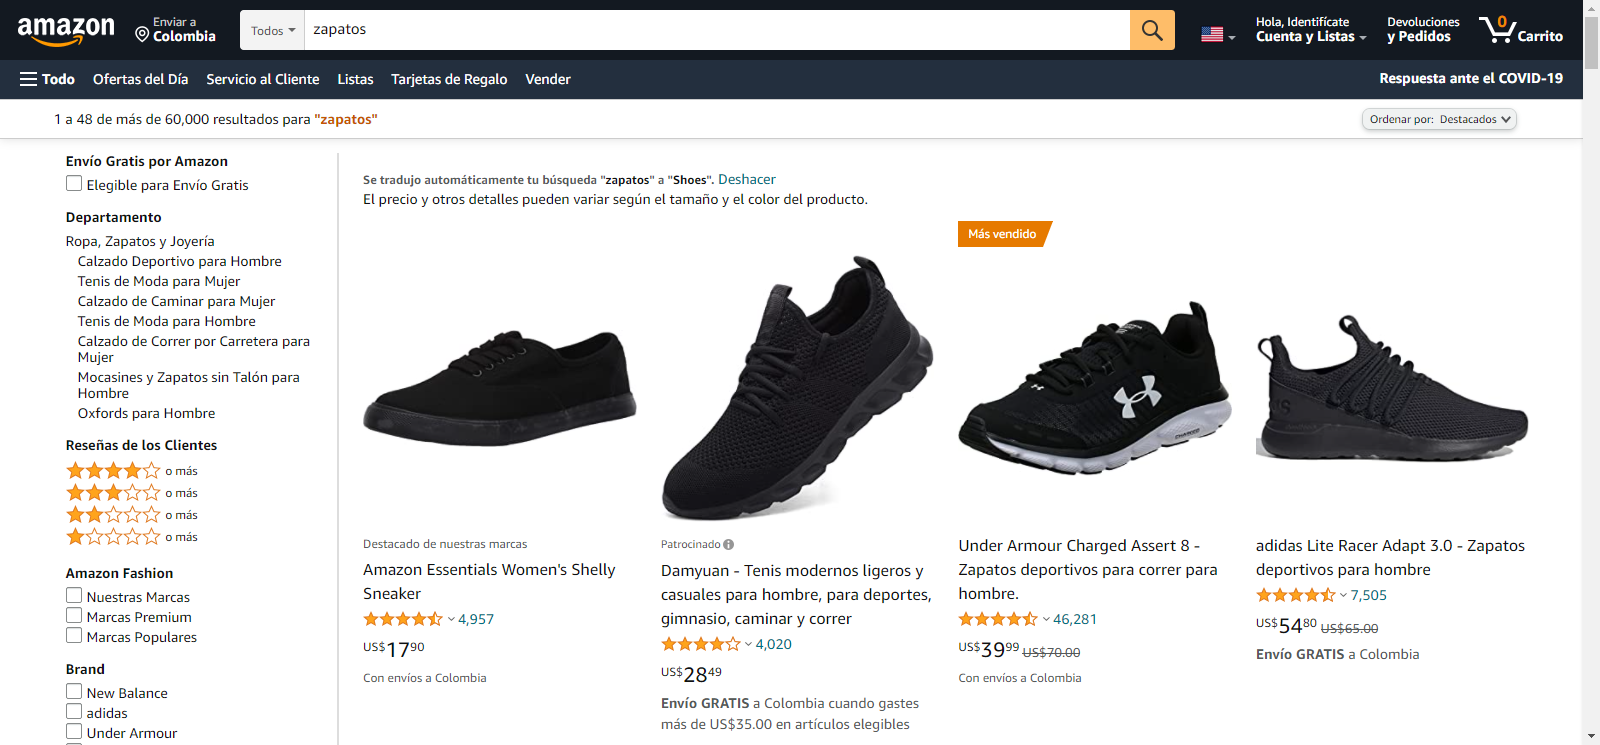 amazon
Enviar a
Colombia
Todos
zapatos
Hola, Identifícate
Cuenta y Listas
Devoluciones
y Pedidos
0
Carrito
Todo
Ofertas del Día
Servicio al Cliente
Listas
Tarjetas de Regalo
Vender
Respuesta ante el COVID-19
1 a 48 de más de 60,000 resultados para "zapatos"
Ordenar por: Destacados
Envío Gratis por Amazon
Elegible para Envío Gratis
Departamento
Ropa, Zapatos y Joyería
Calzado Deportivo para Hombre
Tenis de Moda para Mujer
Calzado de Caminar para Mujer
Tenis de Moda para Hombre
Calzado de Correr por Carretera para
Mujer
Mocasines y Zapatos sin Talón para
Hombre
Oxfords para Hombre
Reseñas de los Clientes
o más
o más
o más
o más
Amazon Fashion
Nuestras Marcas
Marcas Premium
Marcas Populares
Brand
New Balance
adidas
Under Armour
Se tradujo automáticamente tu búsqueda "zapatos" a "Shoes". Deshacer
El precio y otros detalles pueden variar según el tamaño y el color del producto.
Destacado de nuestras marcas
Amazon Essentials Women's Shelly
Sneaker
4,957
US$17⁹⁰
Con envíos a Colombia
Patrocinado
Damyuan - Tenis modernos ligeros y
casuales para hombre, para deportes,
gimnasio, caminar y correr
4,020
US$28⁴⁹
Envío GRATIS a Colombia cuando gastes
más de US$35.00 en artículos elegibles
Más vendido
Under Armour Charged Assert 8 -
Zapatos deportivos para correr para
hombre.
46,281
US$39⁹⁹ US$70.00
Con envíos a Colombia
adidas Lite Racer Adapt 3.0 - Zapatos
deportivos para hombre
7,505
US$54⁸⁰ US$65.00
Envío GRATIS a Colombia